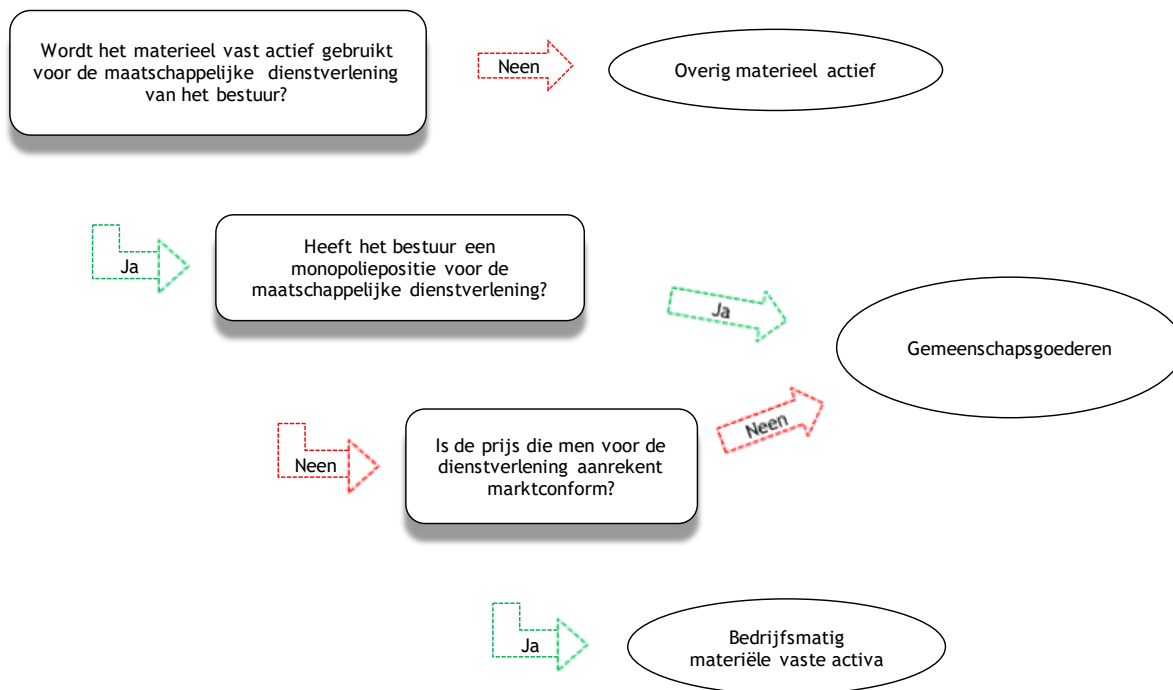 Wordt het materieel vast actief gebruikt
voor de maatschappelijke dienstverlening
van het bestuur?
Neen
Overig materieel actief
Ja
Heeft het bestuur een
monopoliepositie voor de
maatschappelijke dienstverlening?
Ja
Gemeenschapsgoederen
Neen
Is de prijs die men voor de
dienstverlening aanrekent
marktconform?
Neen
Ja
Bedrijfsmatig
materiële vaste activa